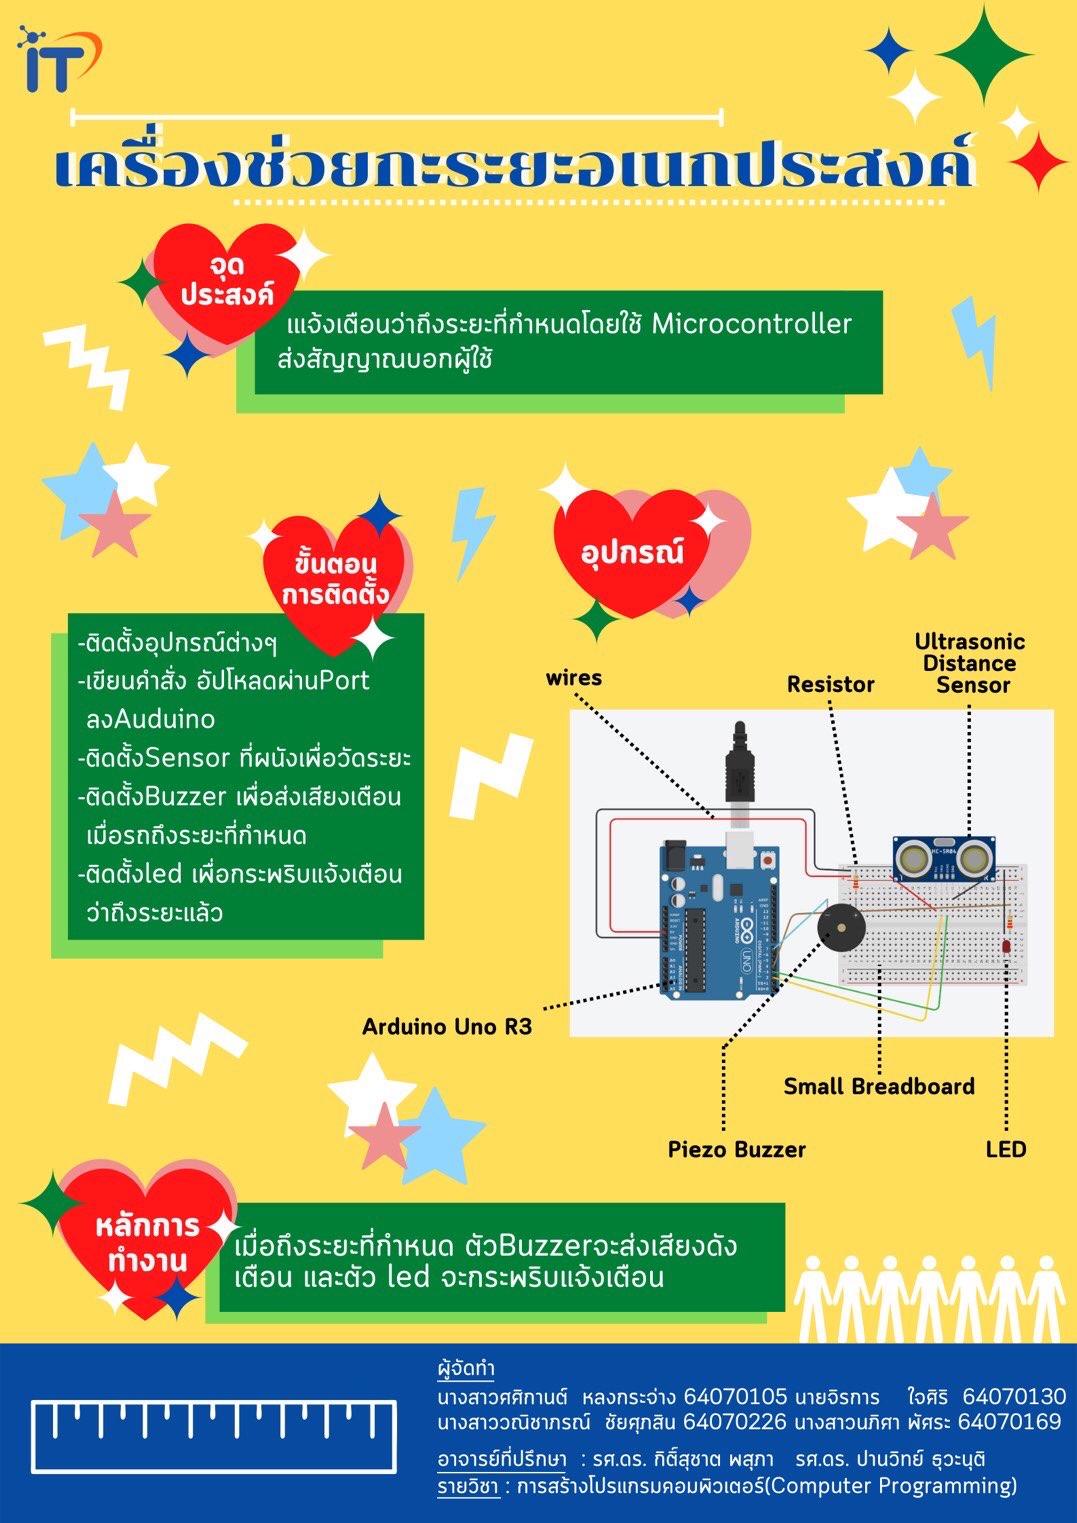 IT
เครื่องช่วยกะระยะอเนกประสงค์
จุด
ประสงค์
แแจ้งเตือนว่าถึงระยะที่กำหนดโดยใช้ Microcontroller
ส่งสัญญาณบอกผู้ใช้
ขั้นตอน
การติดตั้ง
-ติดตั้งอุปกรณ์ต่างๆ
-เขียนคำสั่ง อัปโหลดผ่านPort
ลงAuduino
-ติดตั้งSensor ที่ผนังเพื่อวัดระยะ
-ติดตั้งBuzzer เพื่อส่งเสียงเตือน
เมื่อรถถึงระยะที่กำหนด
-ติดตั้งled เพื่อกระพริบแจ้งเตือน
ว่าถึงระยะแล้ว
อุปกรณ์
wires
Resistor
Ultrasonic
Distance
Sensor
HC-SR04
UNO
ARDUINO
Arduino Uno R3
Small Breadboard
Piezo Buzzer
LED
หลักการ
ทำงาน
เมื่อถึงระยะที่กำหนด ตัวBuzzerจะส่งเสียงดัง
เตือน และตัว led จะกระพริบแจ้งเตือน
ผู้จัดทำ
นางสาวศศิกานต์ หลงกระจ่าง 64070105 นายจิรการ ใจศิริ 64070130
นางสาววณิชาภรณ์ ชัยศุภสิน 64070226 นางสาวนภิศา พัศระ 64070169
อาจารย์ที่ปรึกษา : รศ.ดร. กิติ์สุชาต พสุภา รศ.ดร. ปานวิทย์ ธุวะนุติ
รายวิชา : การสร้างโปรแกรมคอมพิวเตอร์(Computer Programming)